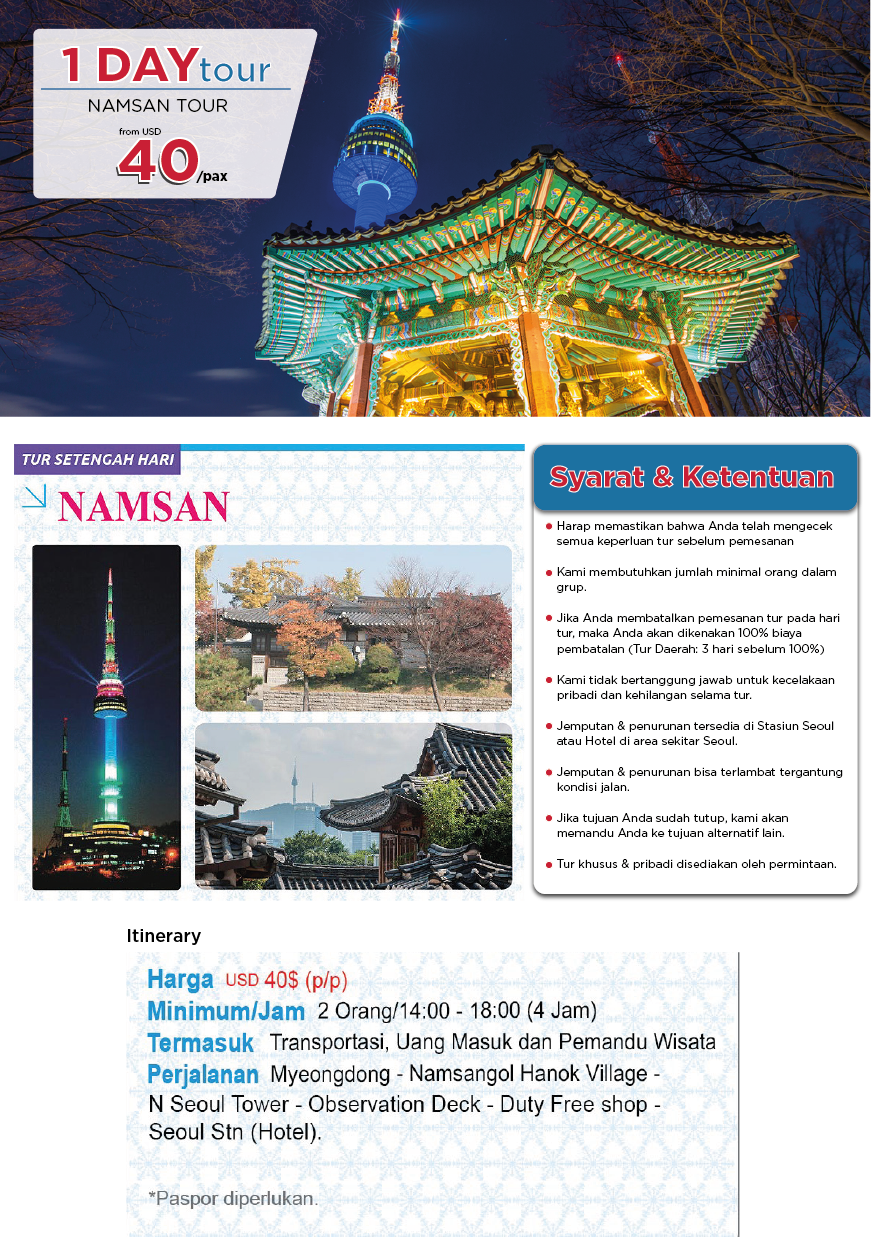 1 DAY tour
NAMSAN TOUR
from USD
40/pax
TUR SETENGAH HARI
NAMSAN
Syarat & Ketentuan
Harap memastikan bahwa Anda telah mengecek
semua keperluan tur sebelum pemesanan
Kami membutuhkan jumlah minimal orang dalam
grup.
Jika Anda membatalkan pemesanan tur pada hari
tur, maka Anda akan dikenakan 100% biaya
pembatalan (Tur Daerah: 3 hari sebelum 100%)
Kami tidak bertanggung jawab untuk kecelakaan
pribadi dan kehilangan selama tur.
Jemputan & penurunan tersedia di Stasiun Seoul
atau Hotel di area sekitar Seoul.
Jemputan & penurunan bisa terlambat tergantung
kondisi jalan.
Jika tujuan Anda sudah tutup, kami akan
memandu Anda ke tujuan alternatif lain.
Tur khusus & pribadi disediakan oleh permintaan.
Itinerary
Harga USD 40$ (p/p)
Minimum/Jam 2 Orang/14:00 - 18:00 (4 Jam)
Termasuk Transportasi, Uang Masuk dan Pemandu Wisata
Perjalanan Myeongdong - Namsangol Hanok Village -
N Seoul Tower - Observation Deck - Duty Free shop -
Seoul Stn (Hotel).
*Paspor diperlukan.